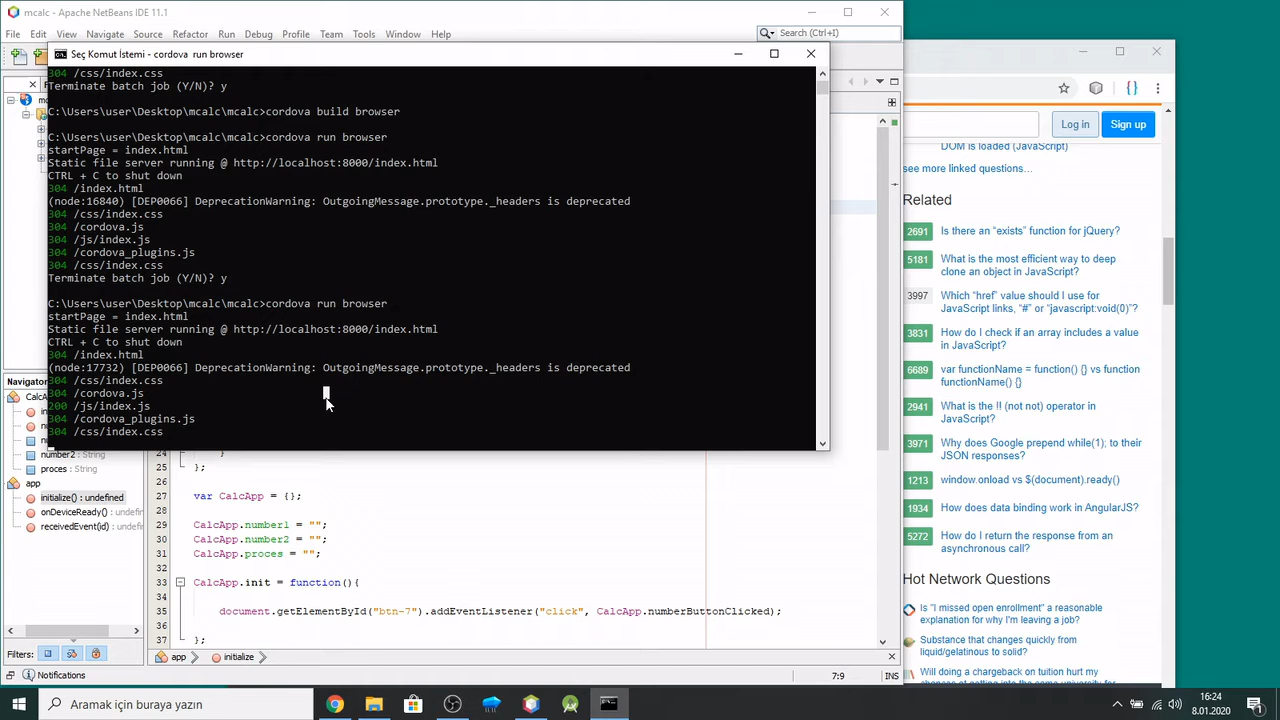 mcalc - Apache NetBeans IDE 11.1
File Edit View Navigate Source Refactor Run Debug Profile Team Tools Window Help
Search (Ctrl+I)
Seç Komut İstemi - cordova run browser
304 /css/index.css
Terminate batch job (Y/N)? y
C:\Users\user\Desktop\mcalc\mcalc>cordova build browser
C:\Users\user\Desktop\mcalc\mcalc>cordova run browser
startPage = index.html
Static file server running @ http://localhost:8000/index.html
CTRL + C to shut down
304 /index.html
(node:16840) [DEP0066] DeprecationWarning: OutgoingMessage.prototype._headers is deprecated
304 /css/index.css
304 /cordova.js
304 /js/index.js
304 /cordova_plugins.js
304 /css/index.css
Terminate batch job (Y/N)? y
C:\Users\user\Desktop\mcalc\mcalc>cordova run browser
startPage = index.html
Static file server running @ http://localhost:8000/index.html
CTRL + C to shut down
304 /index.html
(node:17732) [DEP0066] DeprecationWarning: OutgoingMessage.prototype._headers is deprecated
304 /css/index.css
304 /cordova.js
200 /js/index.js
304 /cordova_plugins.js
304 /css/index.css
Navigator
number2 : String
proces : String
app
initialize() : undefined
onDeviceReady() : undefi
receivedEvent(id) : undefi
Filters:
24 }
25 };
26
27 var CalcApp = {};
28
29 CalcApp.number1 = "";
30 CalcApp.number2 = "";
31 CalcApp.proces = "";
32
33 CalcApp.init = function(){
34
35 document.getElementById("btn-7").addEventListener("click", CalcApp.numberButtonClicked);
36
37 };
app initialize
Notifications
7:9 INS
Log in
Sign up
DOM is loaded (JavaScript)
see more linked questions…
Related
2691 Is there an “exists” function for jQuery?
5181 What is the most efficient way to deep
clone an object in JavaScript?
3997 Which “href” value should I use for
JavaScript links, “#” or “javascript:void(0)”?
3831 How do I check if an array includes a value
in JavaScript?
6689 var functionName = function() {} vs function
functionName() {}
2941 What is the !! (not not) operator in
JavaScript?
3971 Why does Google prepend while(1); to their
JSON responses?
1213 window.onload vs $(document).ready()
1934 How does data binding work in AngularJS?
5272 How do I return the response from an
asynchronous call?
Hot Network Questions
Is "I missed open enrollment" a reasonable
explanation for why I'm leaving a job?
Substance that changes quickly from
liquid/gelatinous to solid?
Will doing a chargeback on tuition hurt my
Aramak için buraya yazın
16:24
8.01.2020